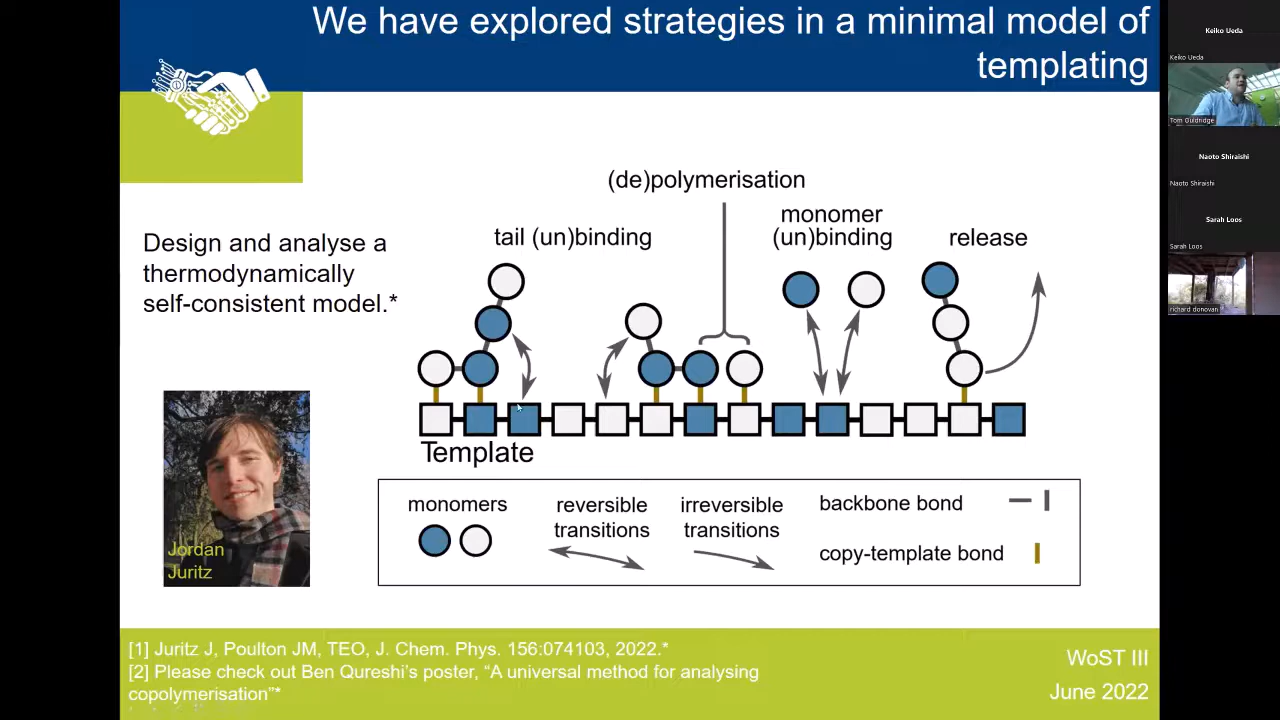 We have explored strategies in a minimal model of
templating
Design and analyse a
thermodynamically
self-consistent model.*
(de)polymerisation
tail (un)binding
monomer
(un)binding
release
Template
monomers
reversible
transitions
irreversible
transitions
backbone bond
copy-template bond
Jordan
Juritz
[1] Juritz J, Poulton JM, TEO, J. Chem. Phys. 156:074103, 2022.*
[2] Please check out Ben Qureshi's poster, “A universal method for analysing
copolymerisation”*
WoST III
June 2022
Keiko Ueda
Keiko Ueda
Tom Ouldridge
Naoto Shiraishi
Naoto Shiraishi
Sarah Loos
Sarah Loos
richard donovan